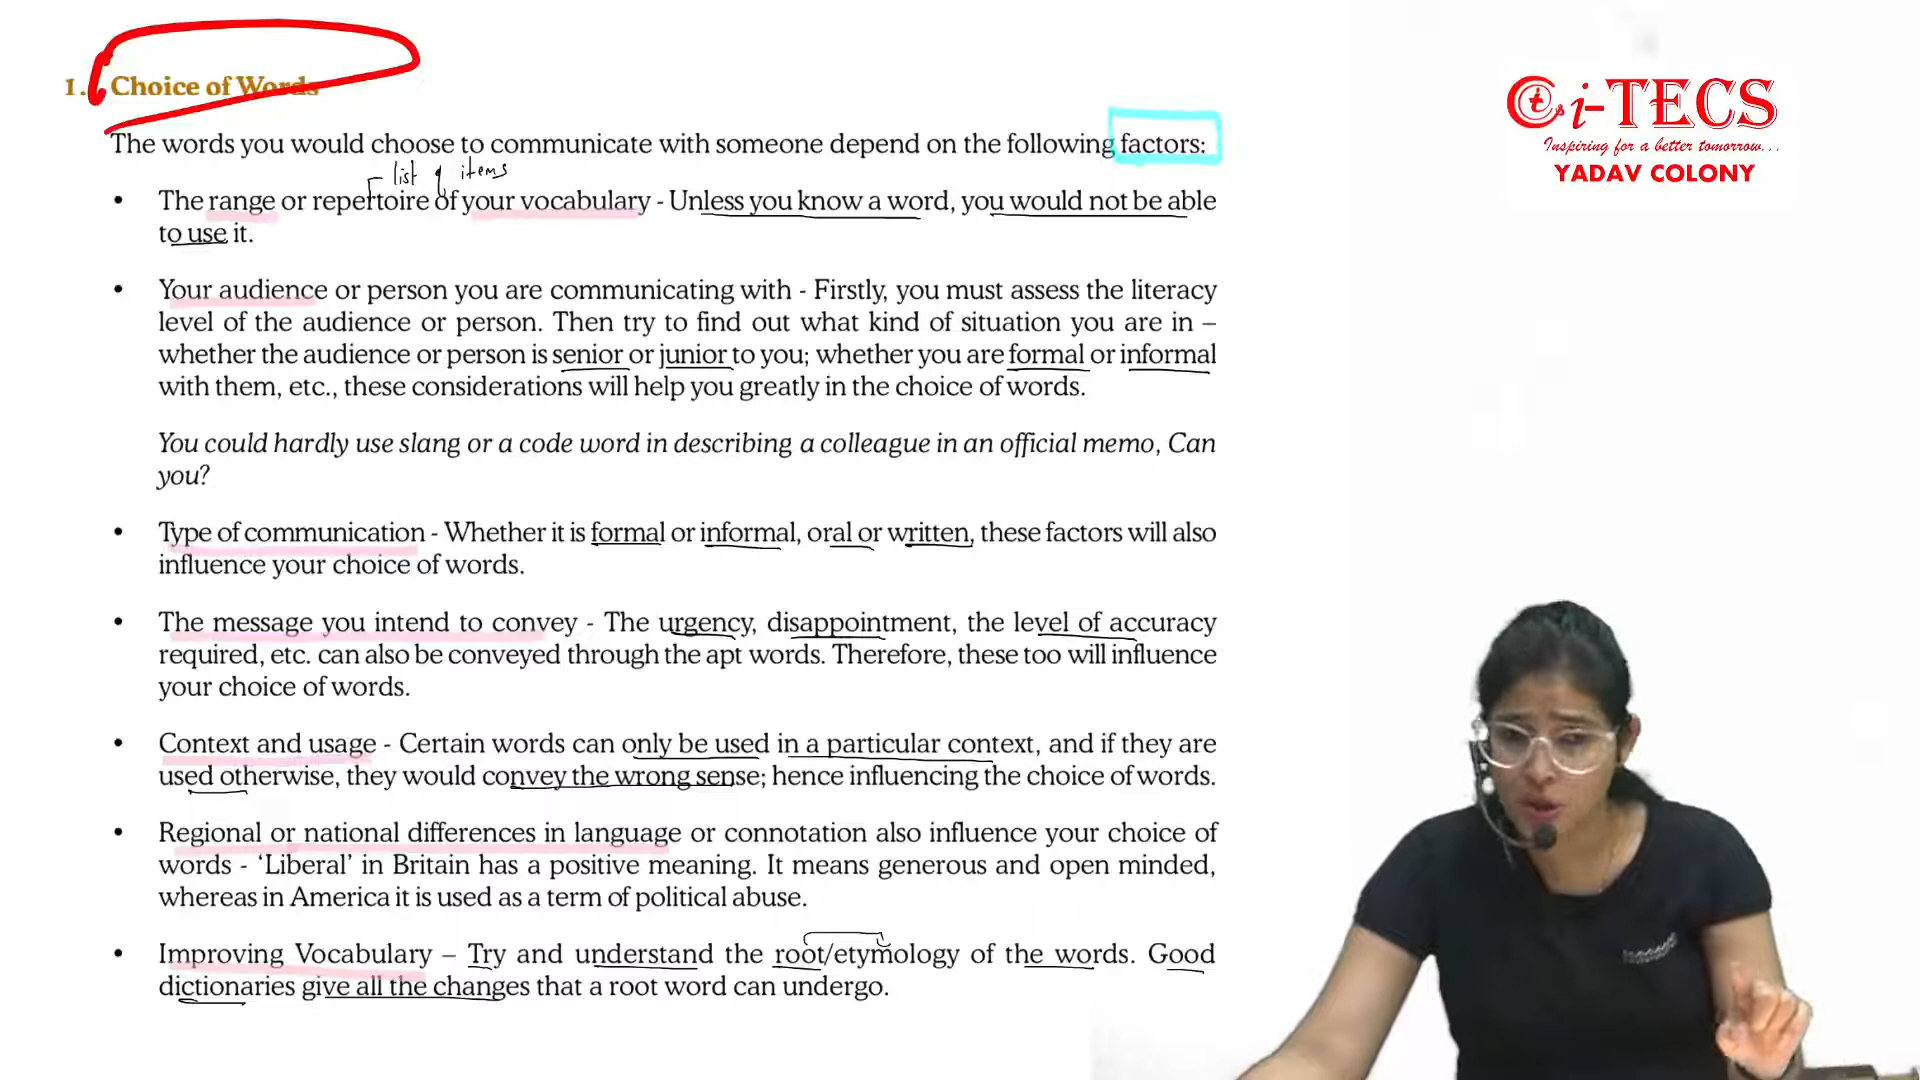 1. Choice of Words
The words you would choose to communicate with someone depend on the following factors:
list of items
• The range or repertoire of your vocabulary - Unless you know a word, you would not be able
to use it.
• Your audience or person you are communicating with - Firstly, you must assess the literacy
level of the audience or person. Then try to find out what kind of situation you are in –
whether the audience or person is senior or junior to you; whether you are formal or informal
with them, etc., these considerations will help you greatly in the choice of words.
You could hardly use slang or a code word in describing a colleague in an official memo, Can
you?
• Type of communication - Whether it is formal or informal, oral or written, these factors will also
influence your choice of words.
• The message you intend to convey - The urgency, disappointment, the level of accuracy
required, etc. can also be conveyed through the apt words. Therefore, these too will influence
your choice of words.
• Context and usage - Certain words can only be used in a particular context, and if they are
used otherwise, they would convey the wrong sense; hence influencing the choice of words.
• Regional or national differences in language or connotation also influence your choice of
words - ‘Liberal’ in Britain has a positive meaning. It means generous and open minded,
whereas in America it is used as a term of political abuse.
• Improving Vocabulary – Try and understand the root/etymology of the words. Good
dictionaries give all the changes that a root word can undergo.
i-TECS
Inspiring for a better tomorrow...
YADAV COLONY